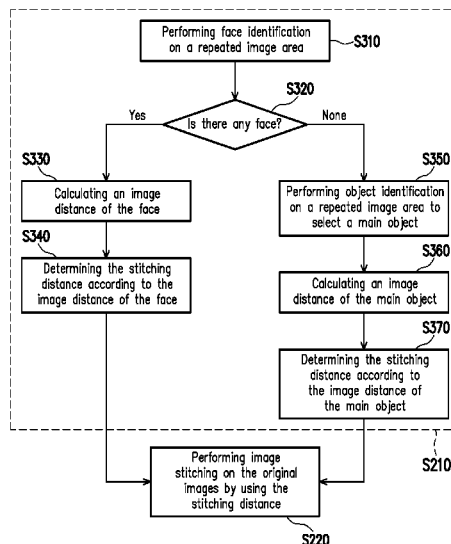 Performing face identification
on a repeated image area
S310
S320
Is there any face?
Yes
None
S330
Calculating an image
distance of the face
S340
Determining the stitching
distance according to the
image distance of the face
S350
Performing object identification
on a repeated image area to
select a main object
S360
Calculating an image
distance of the main object
S370
Determining the stitching
distance according to
the image distance of
the main object
S210
Performing image
stitching on the original
images by using the
stitching distance
S220